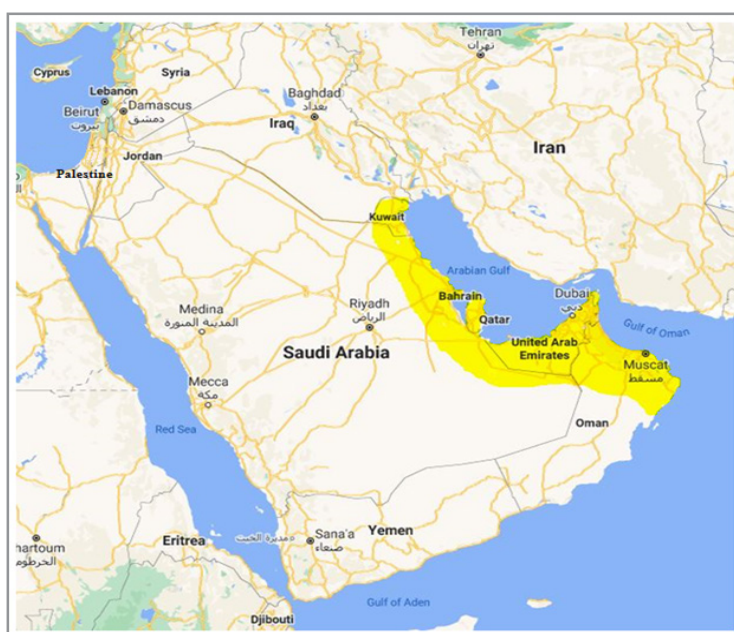 Tehran
تهران
Cyprus
Syria
Lebanon
Beirut
بيروت
Damascus
دمشق
Baghdad
بغداد
Iraq
Iran
Jordan
Palestine
Kuwait
Arabian Gulf
Medina
المدينة المنورة
Riyadh
الرياض
Bahrain
Qatar
Dubai
دبي
Gulf of Oman
United Arab
Emirates
Muscat
مسقط
Saudi Arabia
Mecca
مكة
Oman
Red Sea
Sana'a
صنعاء
Yemen
Eritrea
hartoum
الخرطوم
Gulf of Aden
Djibouti